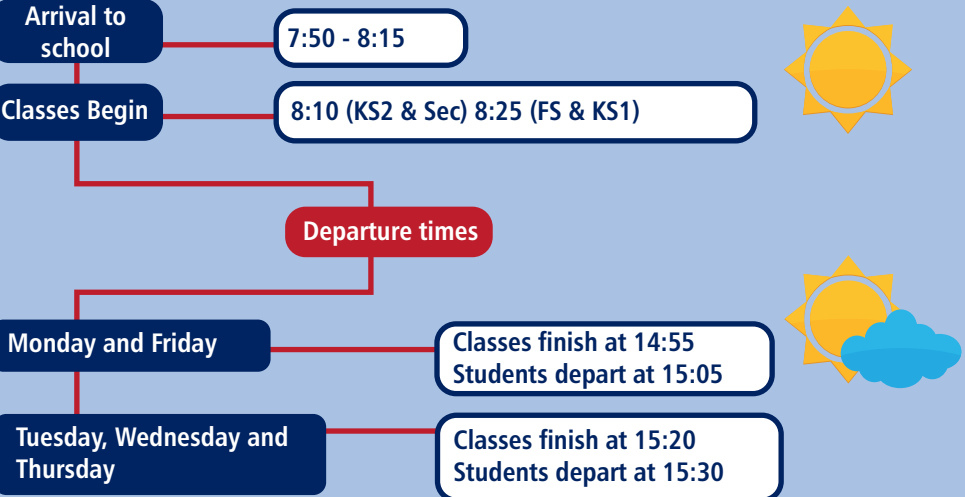 Arrival to
school
7:50 - 8:15
Classes Begin
8:10 (KS2 & Sec) 8:25 (FS & KS1)
Departure times
Monday and Friday
Classes finish at 14:55
Students depart at 15:05
Tuesday, Wednesday and
Thursday
Classes finish at 15:20
Students depart at 15:30